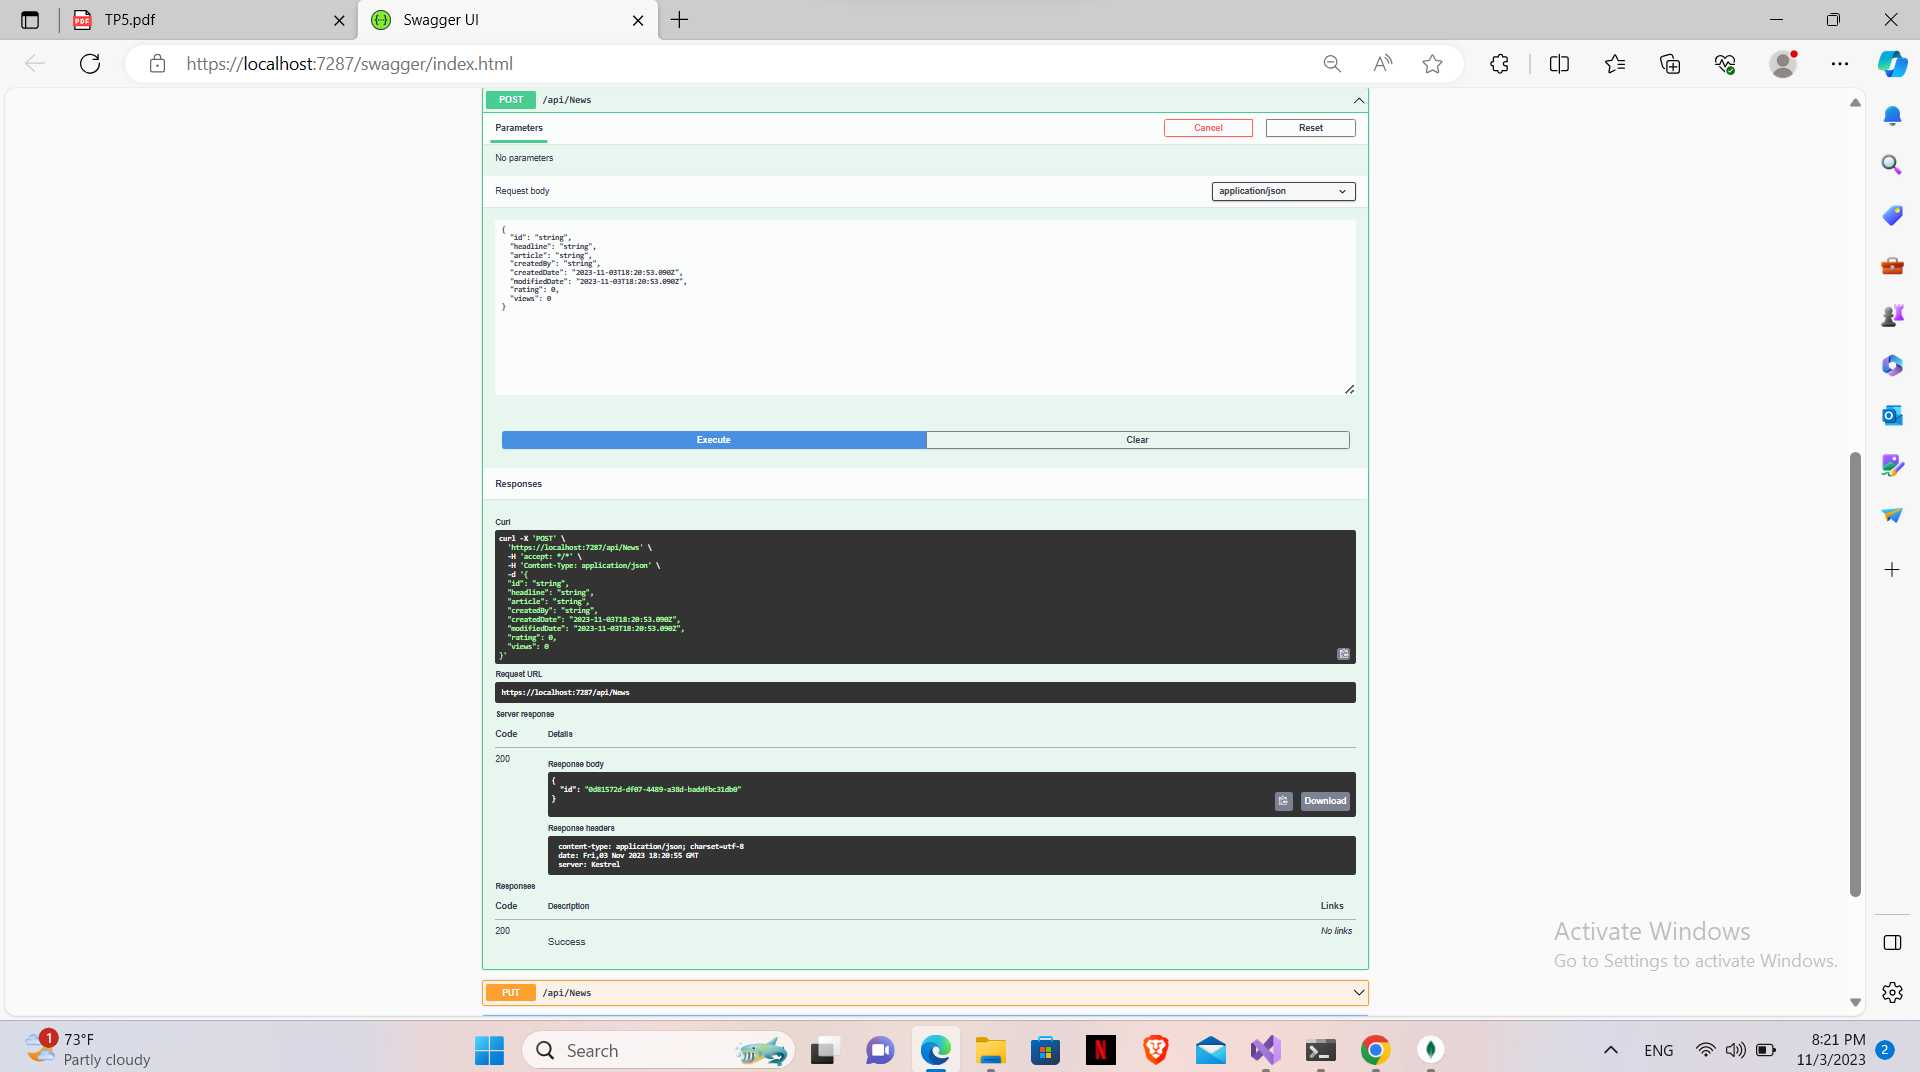 TP5.pdf
Swagger UI
https://localhost:7287/swagger/index.html
POST /api/News
Parameters
Cancel
Reset
No parameters
Request body
application/json
{
"id": "string",
"headline": "string",
"article": "string",
"createdBy": "string",
"createdDate": "2023-11-03T18:20:53.090Z",
"modifiedDate": "2023-11-03T18:20:53.090Z",
"rating": 0,
"views": 0
}
Execute
Clear
Responses
Curl
curl -X 'POST' \
'https://localhost:7287/api/News' \
-H 'accept: */*' \
-H 'Content-Type: application/json' \
-d '{
"id": "string",
"headline": "string",
"article": "string",
"createdBy": "string",
"createdDate": "2023-11-03T18:20:53.090Z",
"modifiedDate": "2023-11-03T18:20:53.090Z",
"rating": 0,
"views": 0
}'
Request URL
https://localhost:7287/api/News
Server response
Code Details
200
Response body
{
"id": "0d81572d-df07-4489-a38d-baddfbc31db0"
}
Download
Response headers
content-type: application/json; charset=utf-8
date: Fri,03 Nov 2023 18:20:55 GMT
server: Kestrel
Responses
Code Description Links
200
Success
No links
PUT /api/News
Activate Windows
Go to Settings to activate Windows.
1
73°F
Partly cloudy
Search
ENG
8:21 PM
11/3/2023
2